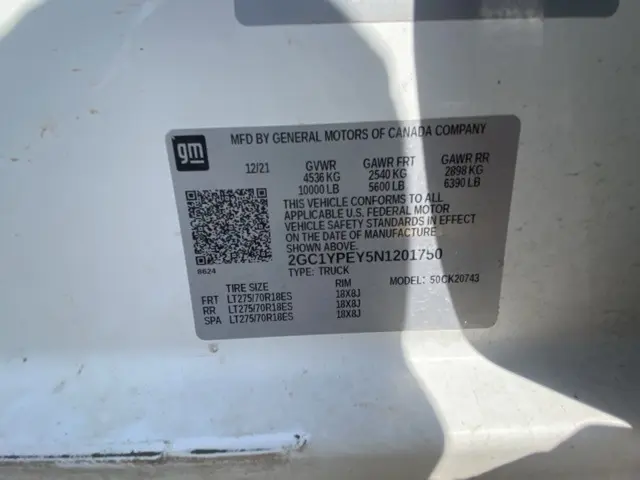 gm
MFD BY GENERAL MOTORS OF CANADA COMPANY
12/21 GVWR GAWR FRT GAWR RR
4536 KG 2540 KG 2898 KG
10000 LB 5600 LB 6390 LB
THIS VEHICLE CONFORMS TO ALL
APPLICABLE U.S. FEDERAL MOTOR
VEHICLE SAFETY STANDARDS IN EFFECT
ON THE DATE OF MANUFACTURE
SHOWN ABOVE.
8624 2GC1YPEY5N1201750
TYPE: TRUCK MODEL: 50CK20743
TIRE SIZE RIM
FRT LT275/70R18ES 18X8J
RR LT275/70R18ES 18X8J
SPA LT275/70R18ES 18X8J